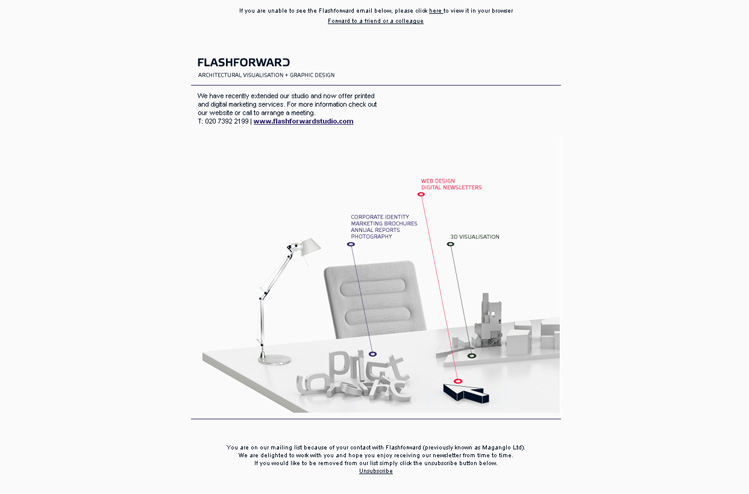 If you are unable to see the Flashforward email below, please click here to view it in your browser
Forward to a friend or a colleague
FLASHFORWARD
ARCHITECTURAL VISUALISATION + GRAPHIC DESIGN
We have recently extended our studio and now offer printed
and digital marketing services. For more information check out
our website or call to arrange a meeting.
T: 020 7392 2199 | www.flashforwardstudio.com
WEB DESIGN
DIGITAL NEWSLETTERS
CORPORATE IDENTITY
MARKETING BROCHURES
ANNUAL REPORTS
PHOTOGRAPHY
3D VISUALISATION
You are on our mailing list because of your contact with Flashforward (previously known as Maganglo Ltd).
We are delighted to work with you and hope you enjoy receiving our newsletter from time to time.
If you would like to be removed from our list simply click the unsubscribe button below.
Unsubscribe